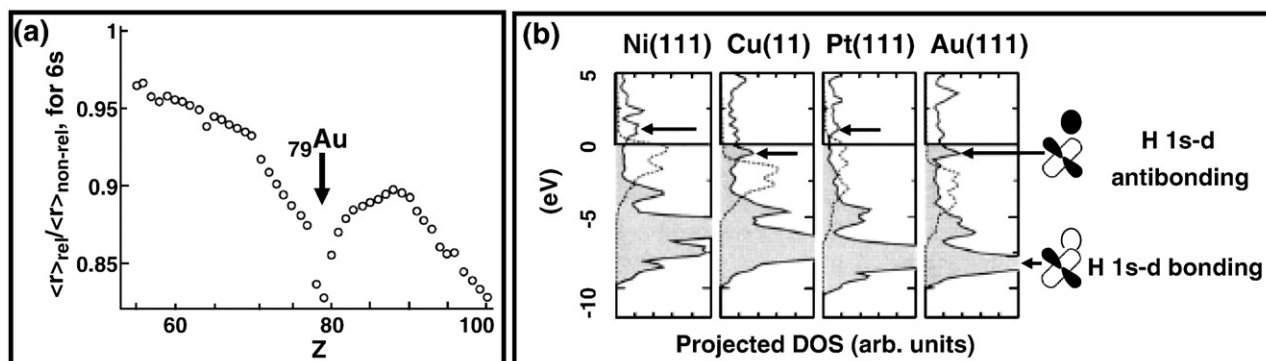 (a)
<r>rel/<r>non-rel, for 6s
1
0.95
0.9
0.85
79Au
60
80
100
Z
(b)
Ni(111) Cu(11) Pt(111) Au(111)
(eV)
5
0
-5
-10
H 1s-d
antibonding
H 1s-d bonding
Projected DOS (arb. units)